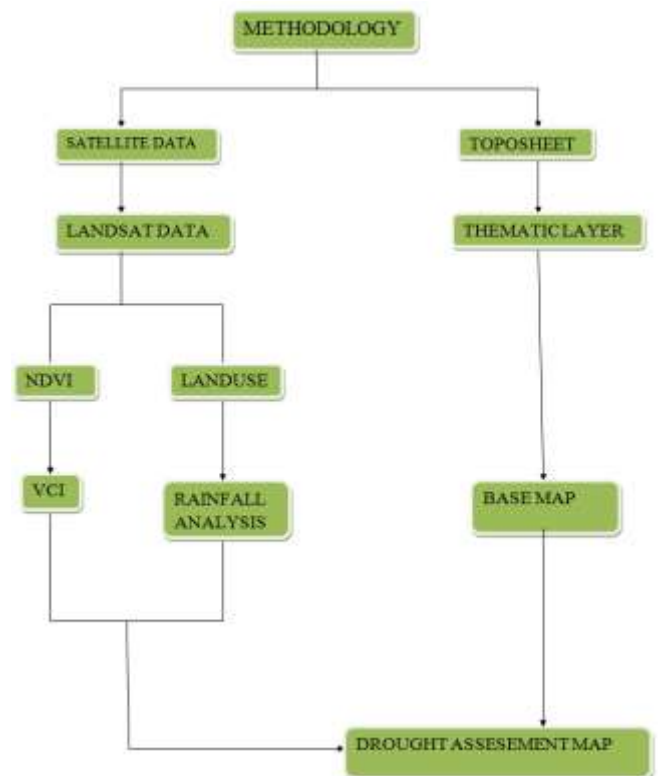 METHODOLOGY
SATELLITE DATA
TOPOSHEET
LANDSAT DATA
THEMATIC LAYER
NDVI
LANDUSE
VCI
RAINFALL
ANALYSIS
BASE MAP
DROUGHT ASSESEMENT MAP